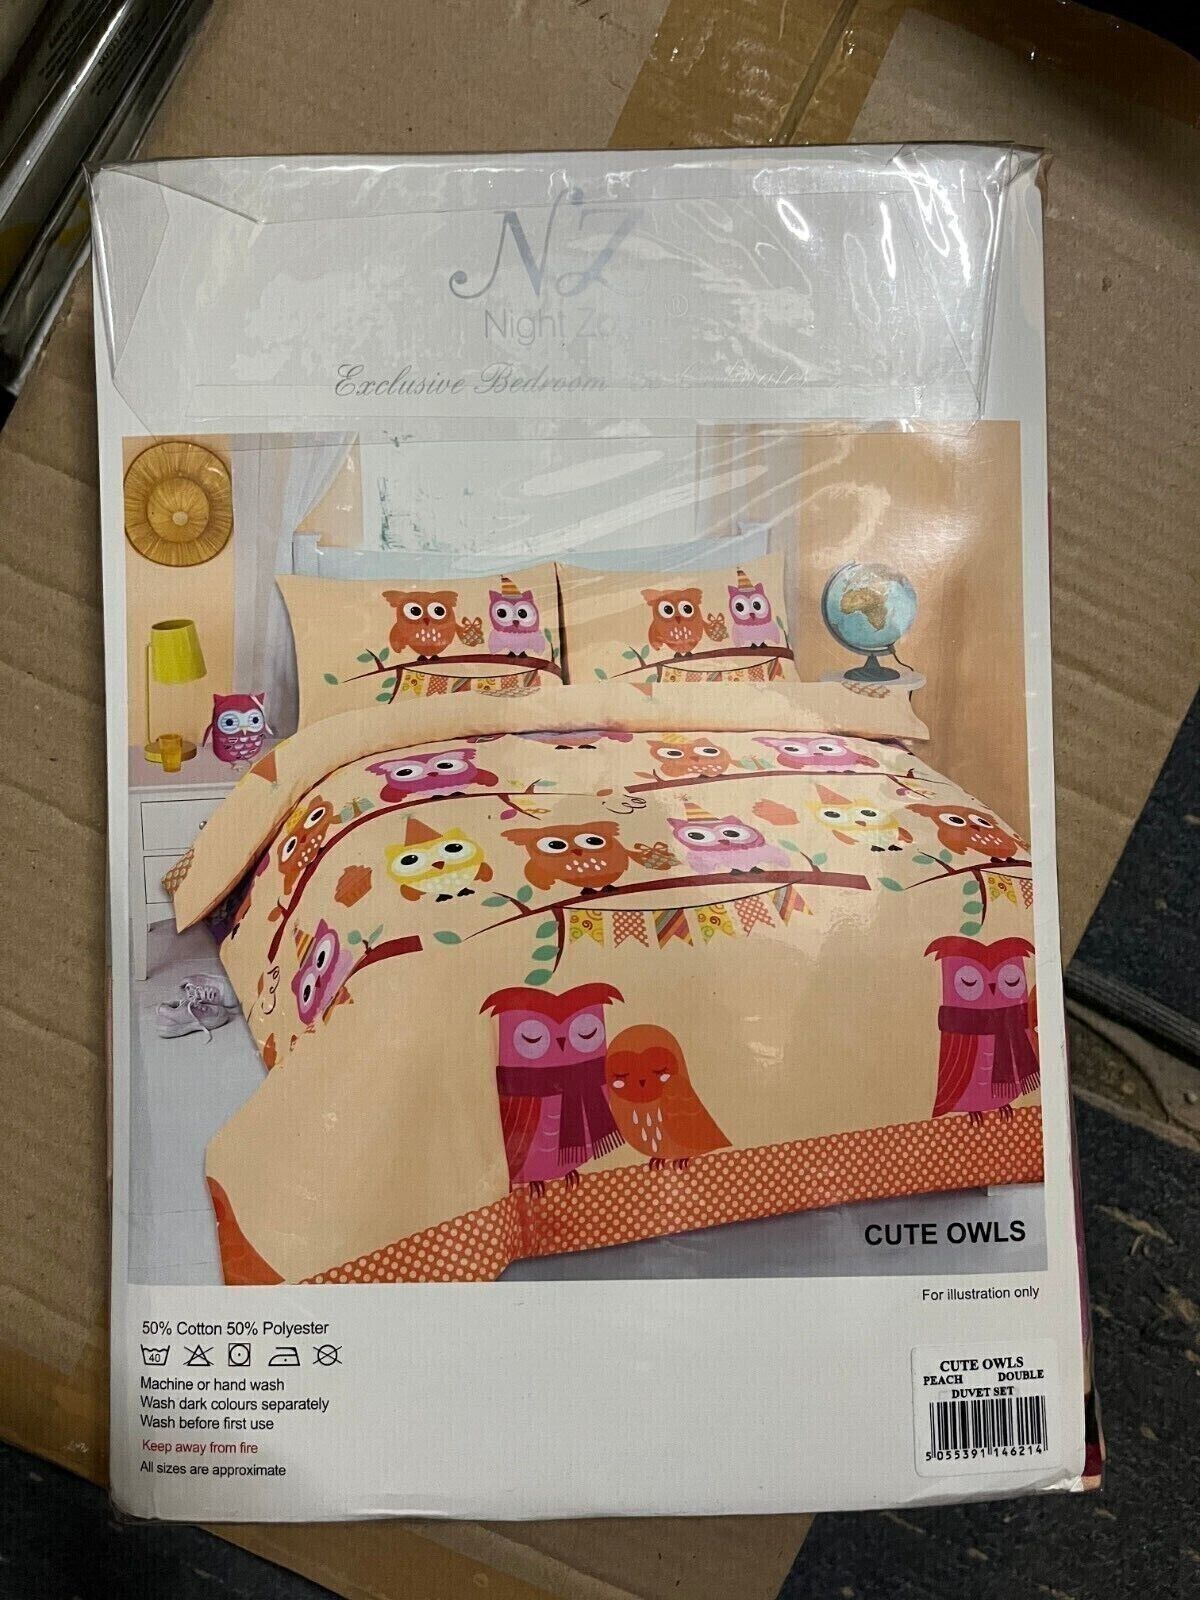 NZ
Night
Exclusive Bedroom
CUTE OWLS
For illustration only
50% Cotton 50% Polyester
40
Machine or hand wash
Wash dark colours separately
Wash before first use
Keep away from fire
All sizes are approximate
CUTE OWLS
PEACH DOUBLE
DUVET SET
5 055391 146214